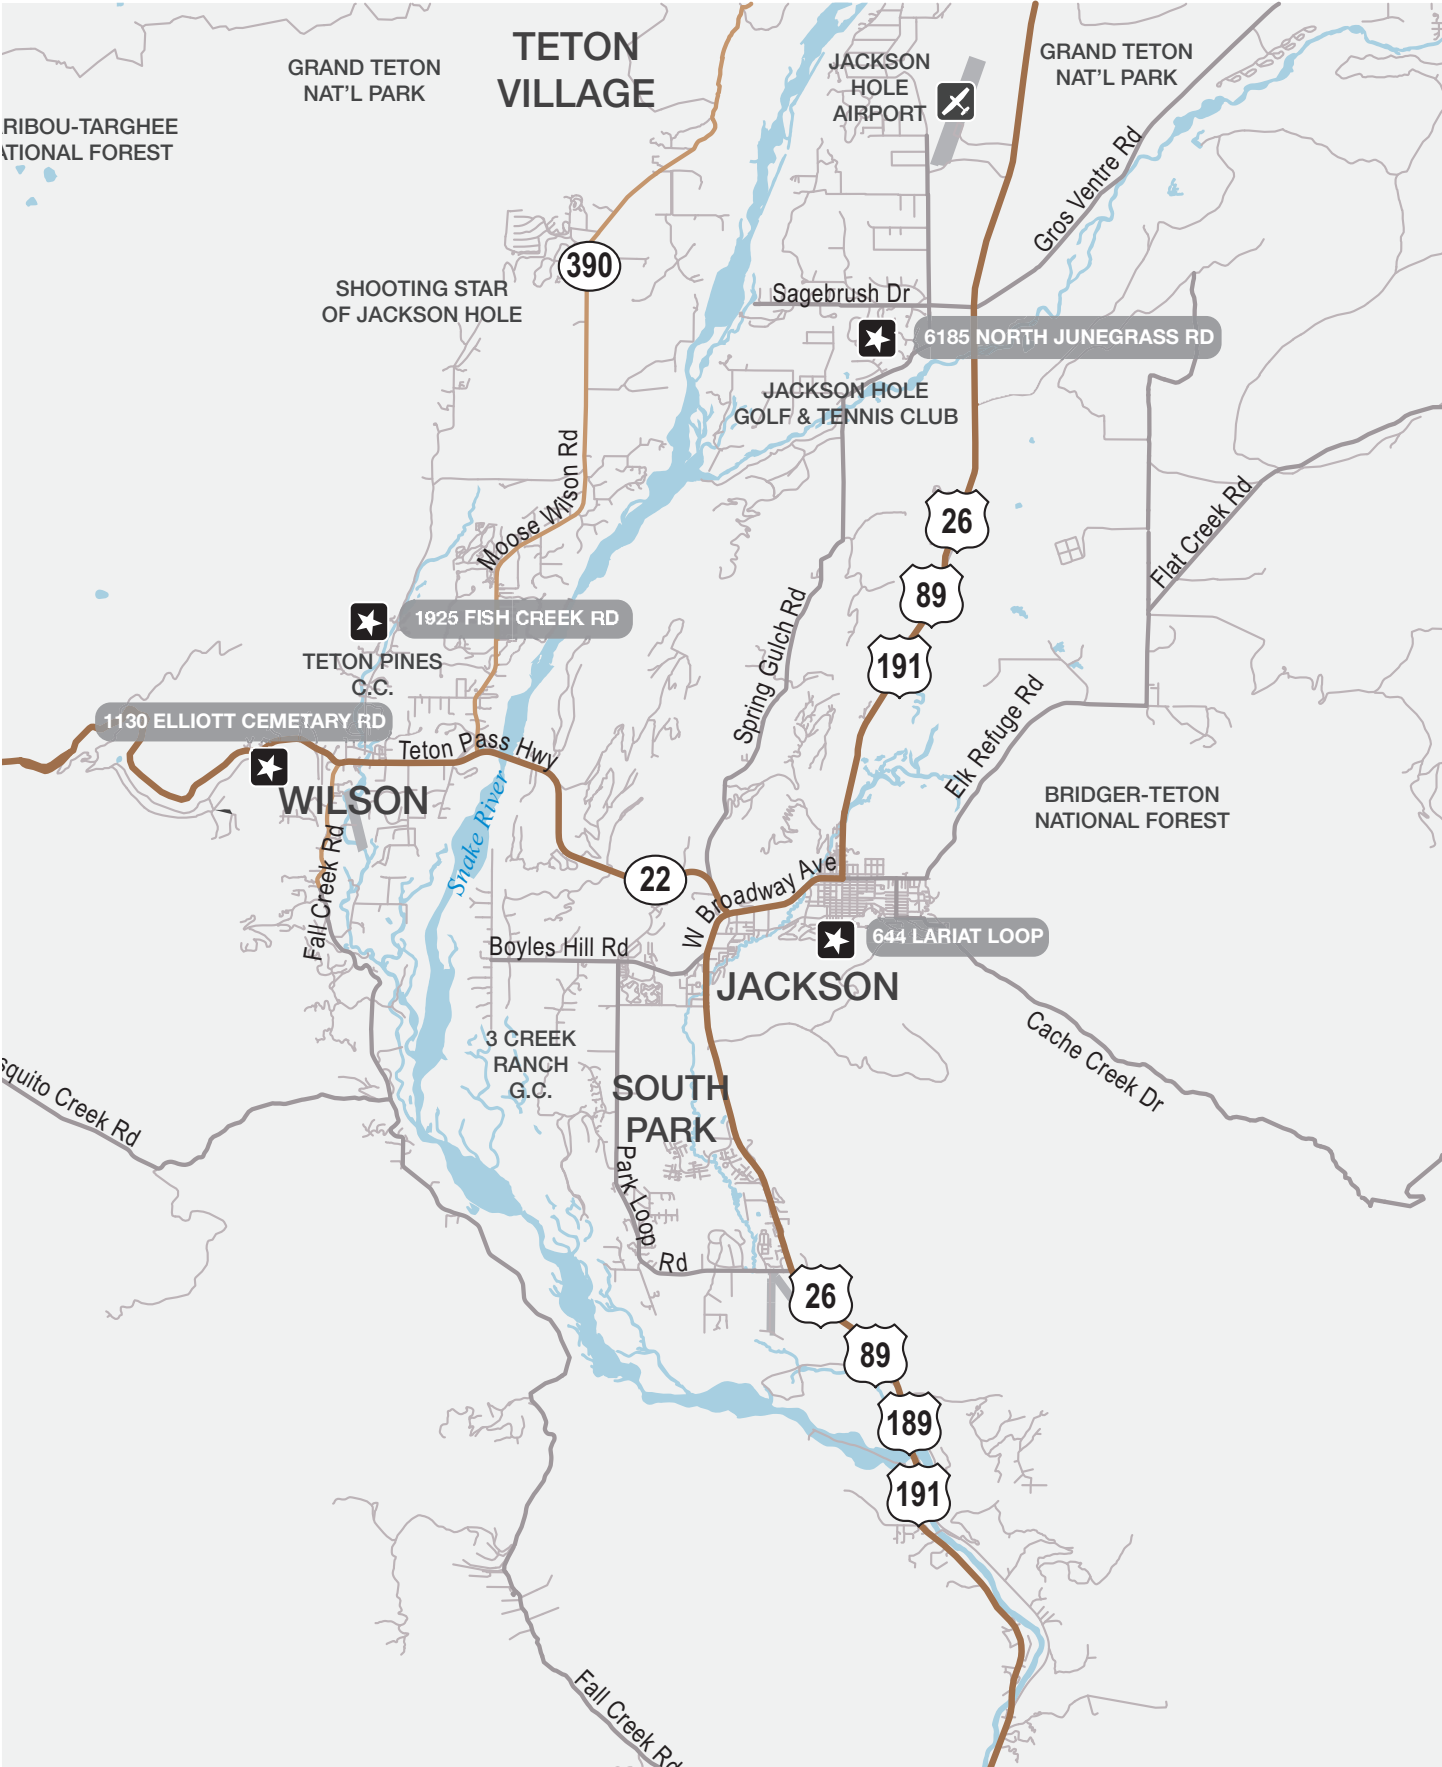 TETON
VILLAGE
GRAND TETON
NAT'L PARK
JACKSON
HOLE
AIRPORT
GRAND TETON
NAT'L PARK
RIBOU-TARGHEE
ATIONAL FOREST
Gros Ventre Rd
390
SHOOTING STAR
OF JACKSON HOLE
Sagebrush Dr
6185 NORTH JUNEGRASS RD
JACKSON HOLE
GOLF & TENNIS CLUB
Moose Wilson Rd
26
Flat Creek Rd
89
1925 FISH CREEK RD
Spring Gulch Rd
191
TETON PINES
C.C.
1130 ELLIOTT CEMETARY RD
Elk Refuge Rd
Teton Pass Hwy
WILSON
Snake River
BRIDGER-TETON
NATIONAL FOREST
Fall Creek Rd
22
W Broadway Ave
644 LARIAT LOOP
Boyles Hill Rd
JACKSON
3 CREEK
RANCH
G.C.
Cache Creek Dr
squito Creek Rd
SOUTH
PARK
Park Loop
Rd
26
89
189
191
Fall Creek Rd